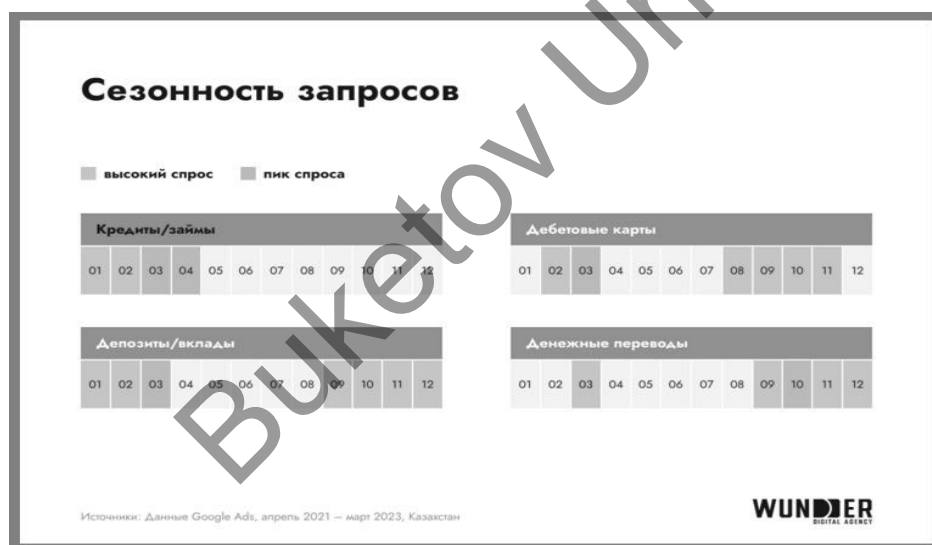 Сезонность запросов
высокий спрос
пик спроса
Кредиты/займы
01 02 03 04 05 06 07 08 09 10 11 12
Дебетовые карты
01 02 03 04 05 06 07 08 09 10 11 12
Депозиты/вклады
01 02 03 04 05 06 07 08 09 10 11 12
Денежные переводы
01 02 03 04 05 06 07 08 09 10 11 12
Источники: Данные Google Ads, апрель 2021 — март 2023, Казахстан
WUNDER
DIGITAL AGENCY
Buketov